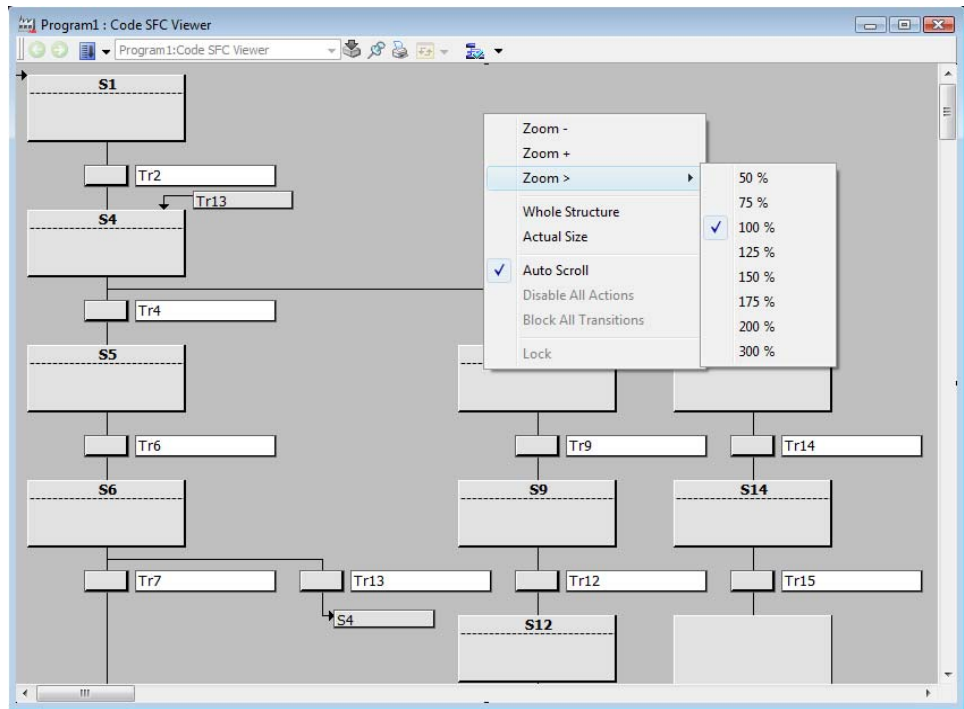 Program1 : Code SFC Viewer
Program1:Code SFC Viewer
S1
Tr2
Tr13
S4
Tr4
S5
Tr6
S6
Tr7
Tr13
S4
Zoom -
Zoom +
Zoom >
Whole Structure
Actual Size
Auto Scroll
Disable All Actions
Block All Transitions
Lock
50 %
75 %
100 %
125 %
150 %
175 %
200 %
300 %
Tr9
Tr14
S9
S14
Tr12
Tr15
S12